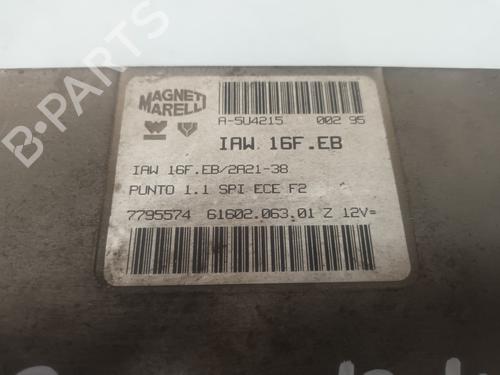 MAGNETI
MARELLI
A-5U4215 002 95
IAW 16F.EB
IAW 16F.EB/2A21-38
PUNTO 1.1 SPI ECE F2
7795574 61602.063.01 Z 12V=